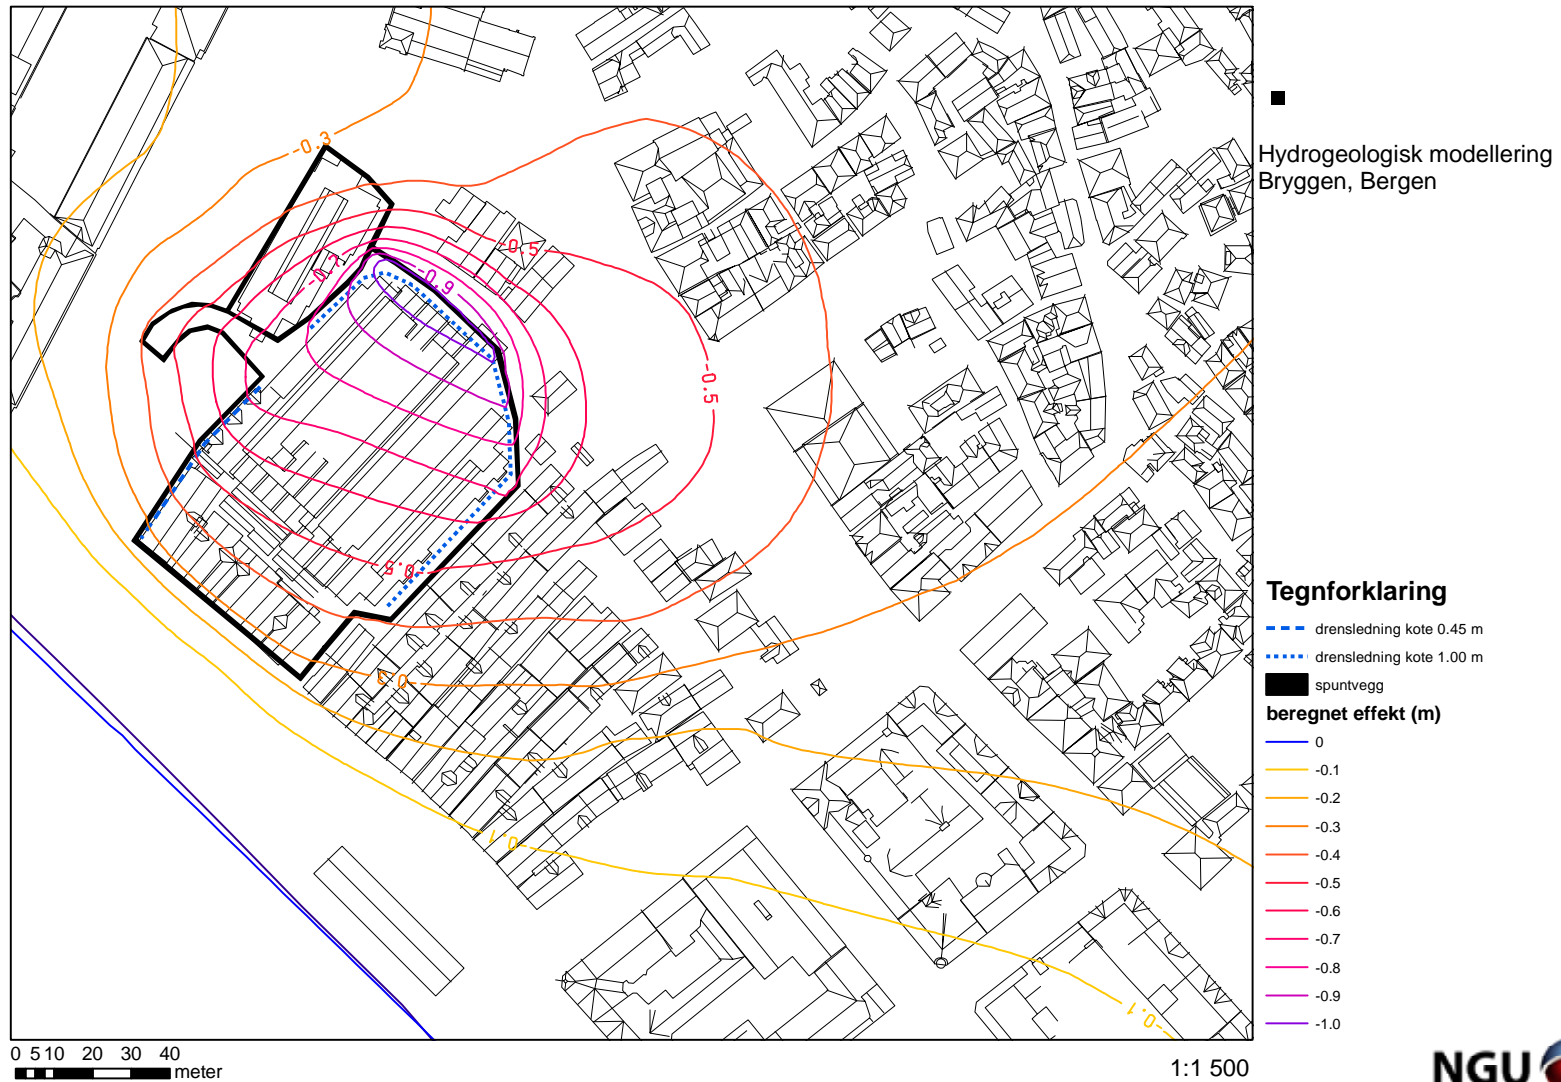 Hydrogeologisk modellering
Bryggen, Bergen
-0.3
-0.5
-0.7
-0.9
-0.5
-0.5
-0.3
-0.1
-0.1
Tegnforklaring
drensledning kote 0.45 m
drensledning kote 1.00 m
spuntvegg
beregnet effekt (m)
0
-0.1
-0.2
-0.3
-0.4
-0.5
-0.6
-0.7
-0.8
-0.9
-1.0
0 5 10 20 30 40
meter
1:1 500
NGU